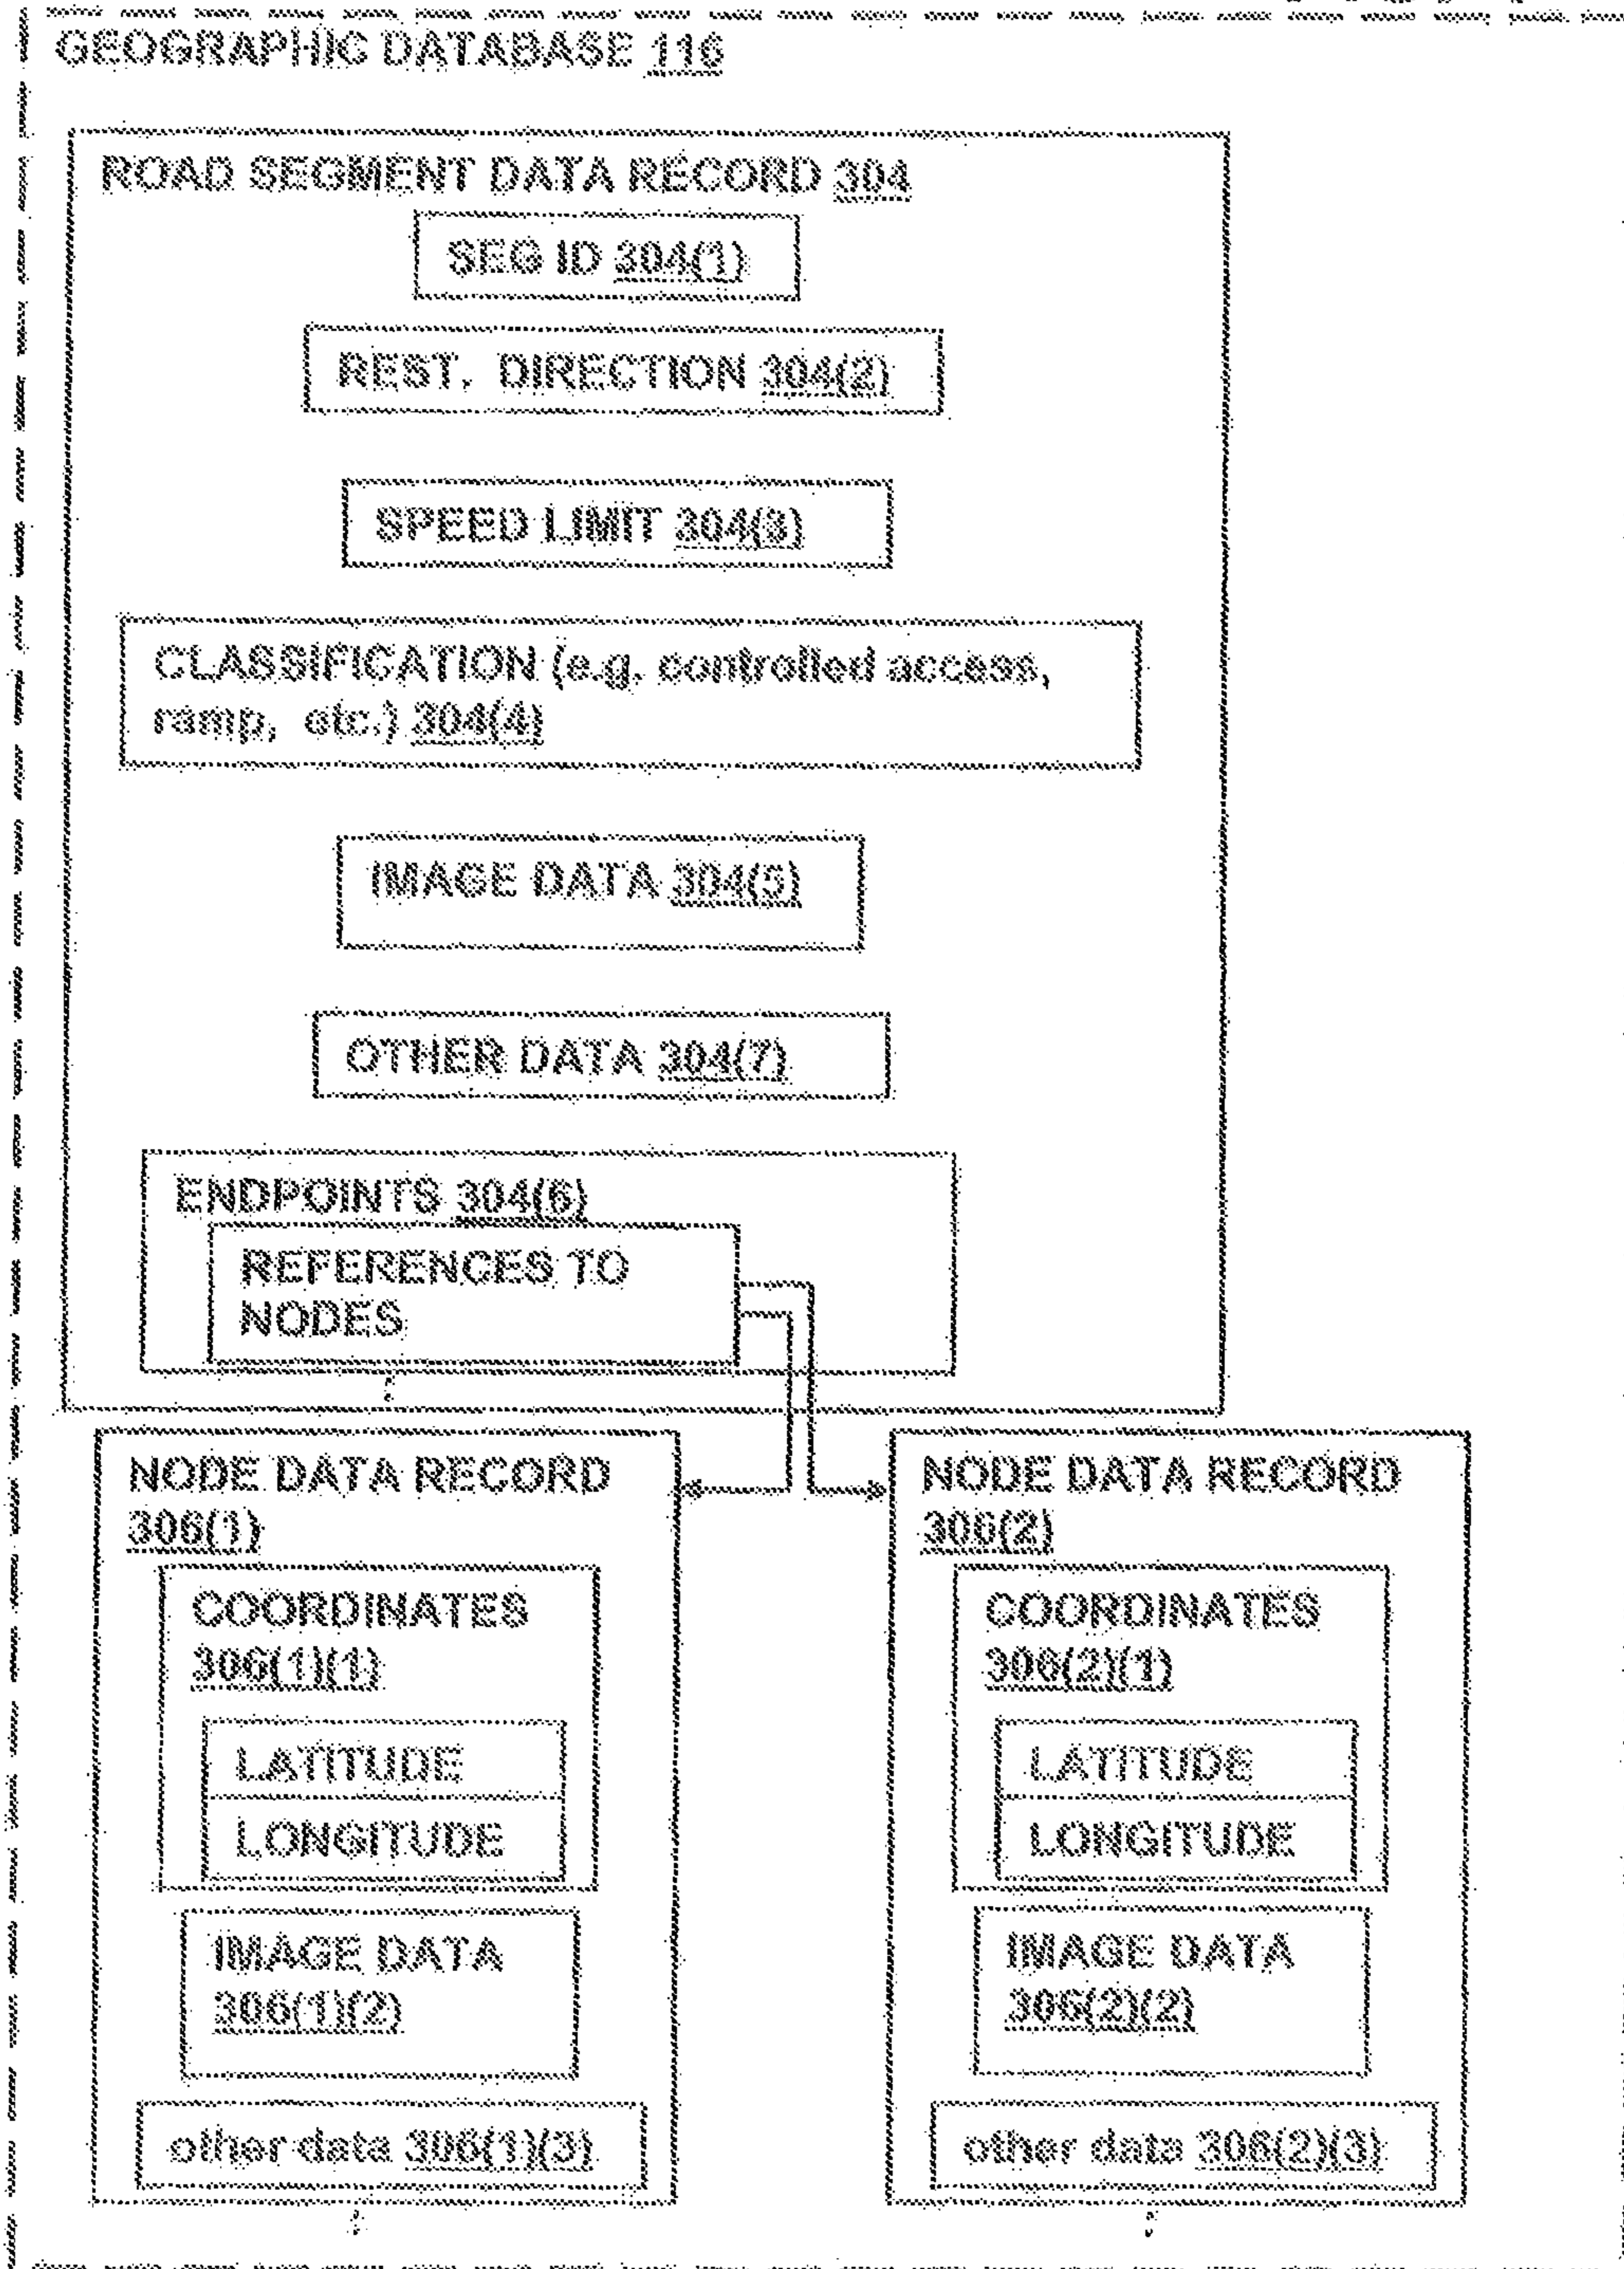 GEOGRAPHIC DATABASE 116
ROAD SEGMENT DATA RECORD 304
SEG ID 304(1)
REST. DIRECTION 304(2)
SPEED LIMIT 304(3)
CLASSIFICATION (e.g. controlled access,
ramp, etc.) 304(4)
IMAGE DATA 304(5)
OTHER DATA 304(7)
ENDPOINTS 304(6)
REFERENCES TO
NODES
NODE DATA RECORD
306(1)
COORDINATES
306(1)(1)
LATITUDE
LONGITUDE
IMAGE DATA
306(1)(2)
other data 306(1)(3)
NODE DATA RECORD
306(2)
COORDINATES
306(2)(1)
LATITUDE
LONGITUDE
IMAGE DATA
306(2)(2)
other data 306(2)(3)